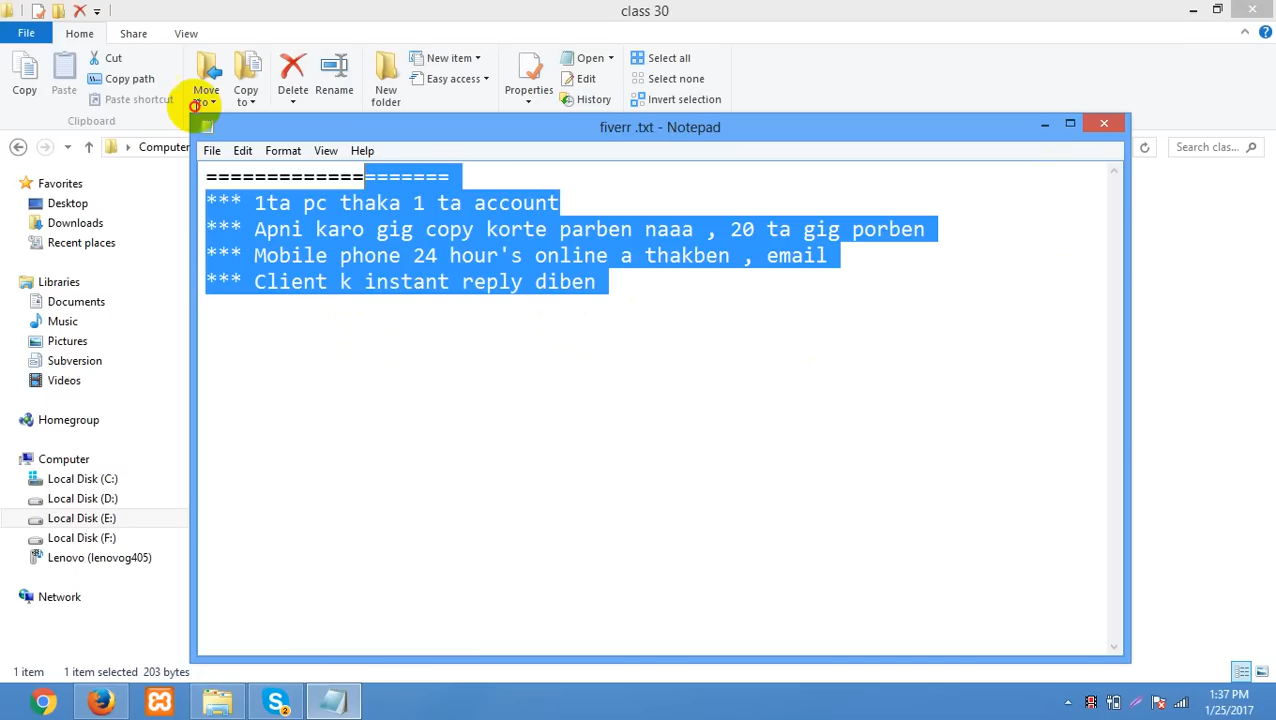 class 30
File Home Share View
Copy
Paste
Cut
Copy path
Paste shortcut
Clipboard
Move to
Copy to
Delete
Rename
New folder
New item
Easy access
Properties
Open
Edit
History
Select all
Select none
Invert selection
Computer
Search clas...
fiverr .txt - Notepad
File Edit Format View Help
====================
*** 1ta pc thaka 1 ta account
*** Apni karo gig copy korte parben naaa , 20 ta gig porben
*** Mobile phone 24 hour's online a thakben , email
*** Client k instant reply diben
Favorites
Desktop
Downloads
Recent places
Libraries
Documents
Music
Pictures
Subversion
Videos
Homegroup
Computer
Local Disk (C:)
Local Disk (D:)
Local Disk (E:)
Local Disk (F:)
Lenovo (lenovog405)
Network
1 item 1 item selected 203 bytes
2
1:37 PM
1/25/2017